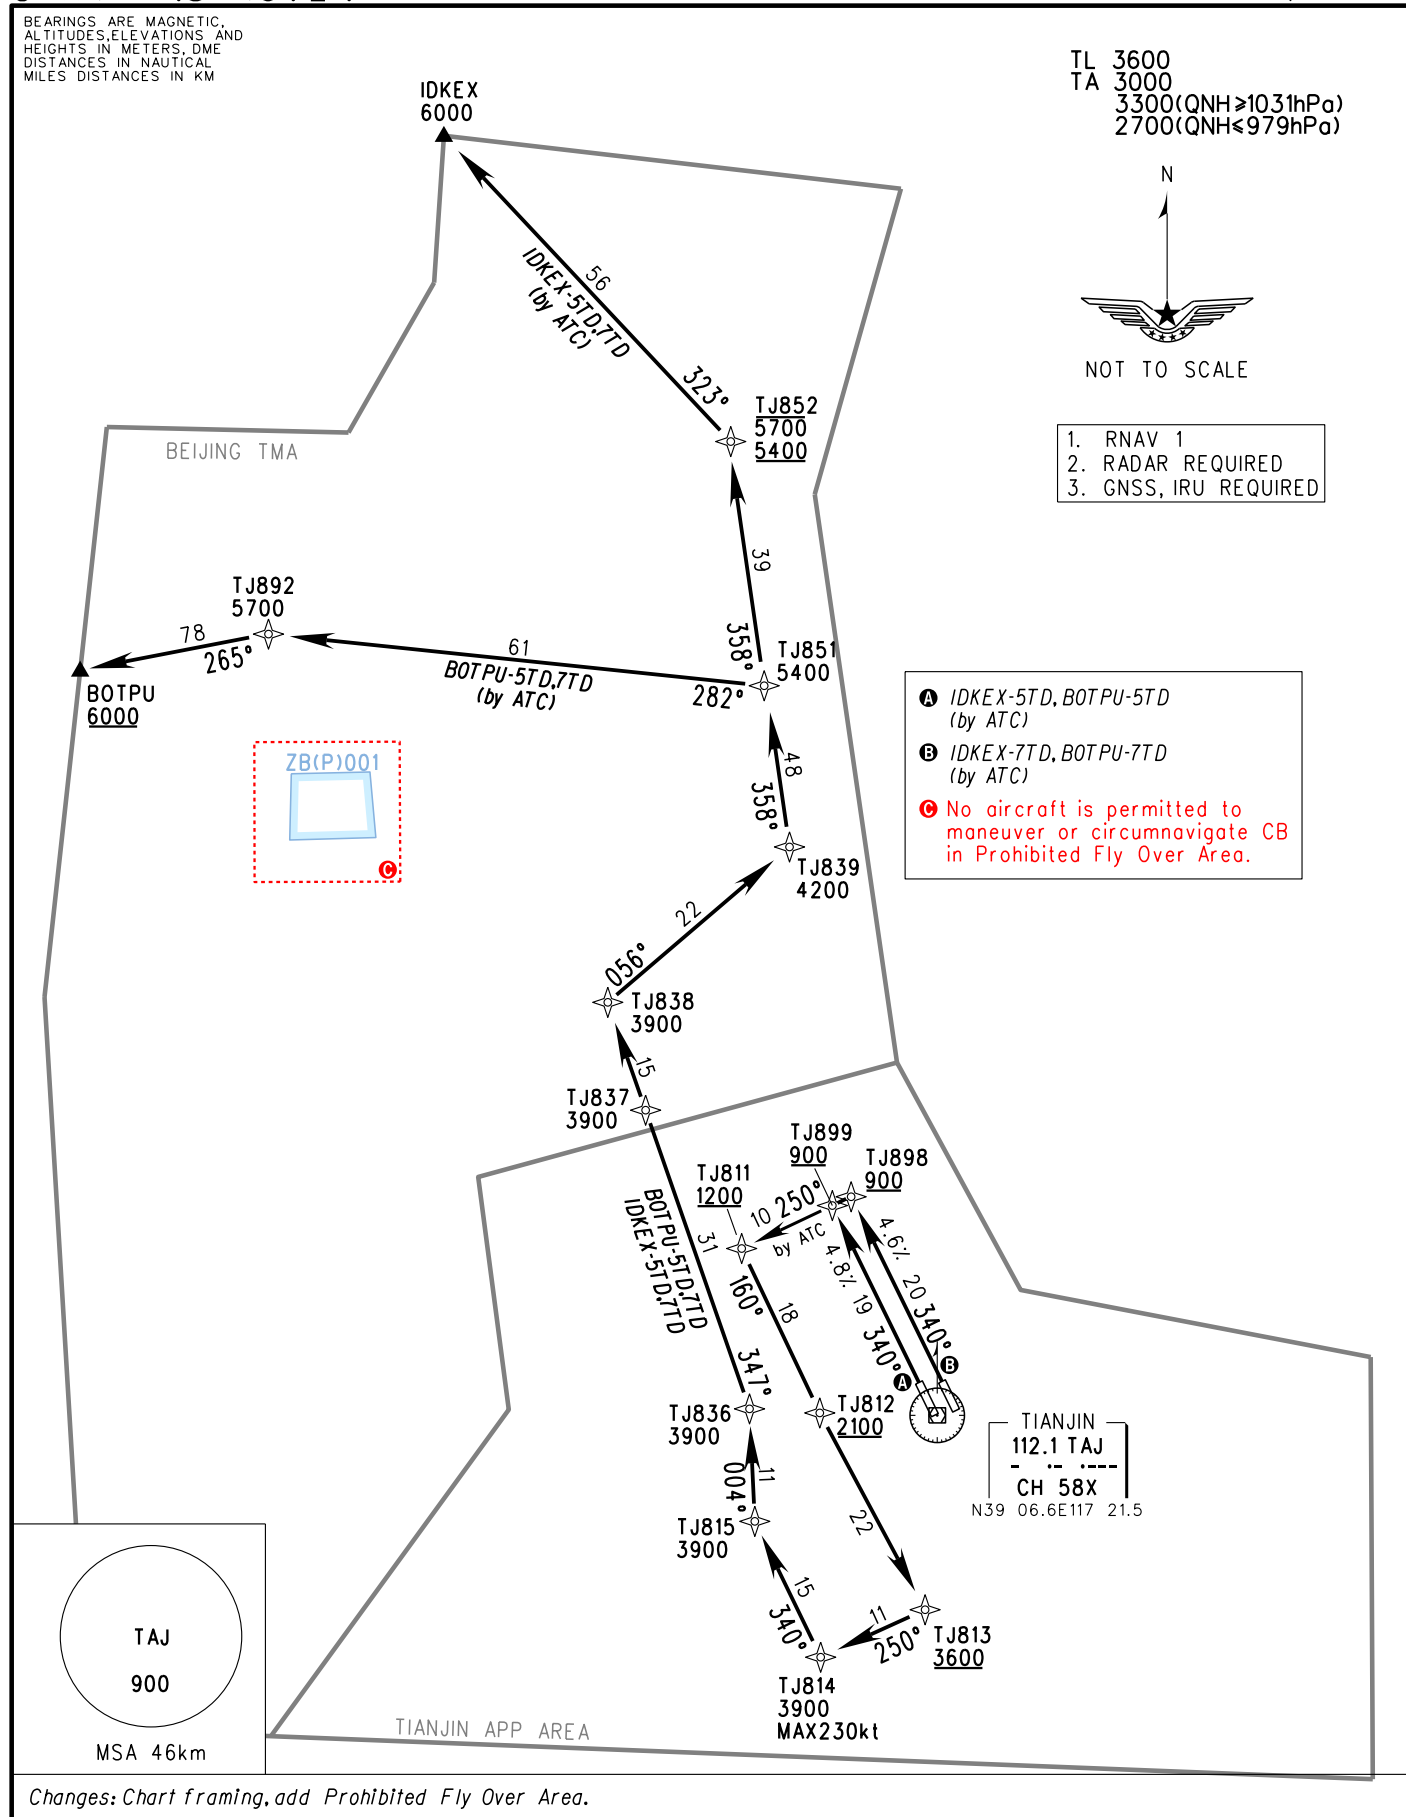 BEARINGS ARE MAGNETIC,
ALTITUDES,ELEVATIONS AND
HEIGHTS IN METERS, DME
DISTANCES IN NAUTICAL
MILES DISTANCES IN KM
TL 3600
TA 3000
3300(QNH≥1031hPa)
2700(QNH≤979hPa)
N
NOT TO SCALE
1. RNAV 1
2. RADAR REQUIRED
3. GNSS, IRU REQUIRED
IDKEX
6000
56
IDKEX-5TD,7TD
(by ATC)
323°
TJ852
5700
5400
BEIJING TMA
39
358°
TJ892
5700
78
265°
BOTPU
6000
61
BOTPU-5TD,7TD
(by ATC)
282°
TJ851
5400
A IDKEX-5TD, BOTPU-5TD
(by ATC)
B IDKEX-7TD, BOTPU-7TD
(by ATC)
C No aircraft is permitted to
maneuver or circumnavigate CB
in Prohibited Fly Over Area.
ZB(P)001
C
48
358°
TJ839
4200
22
056°
TJ838
3900
15
TJ837
3900
TJ899
900
TJ898
900
TJ811
1200
10
250°
by ATC
BOTPU-5TD,7TD
IDKEX-5TD,7TD
31
347°
160°
18
4.8% 19 340°
4.6% 20 340°
A
B
TJ836
3900
TJ812
2100
TIANJIN
112.1 TAJ
- ·- ·---
CH 58X
N39 06.6E117 21.5
11
004°
TJ815
3900
22
15
340°
11
250°
TJ813
3600
TJ814
3900
MAX230kt
TAJ
900
MSA 46km
TIANJIN APP AREA
Changes: Chart framing, add Prohibited Fly Over Area.